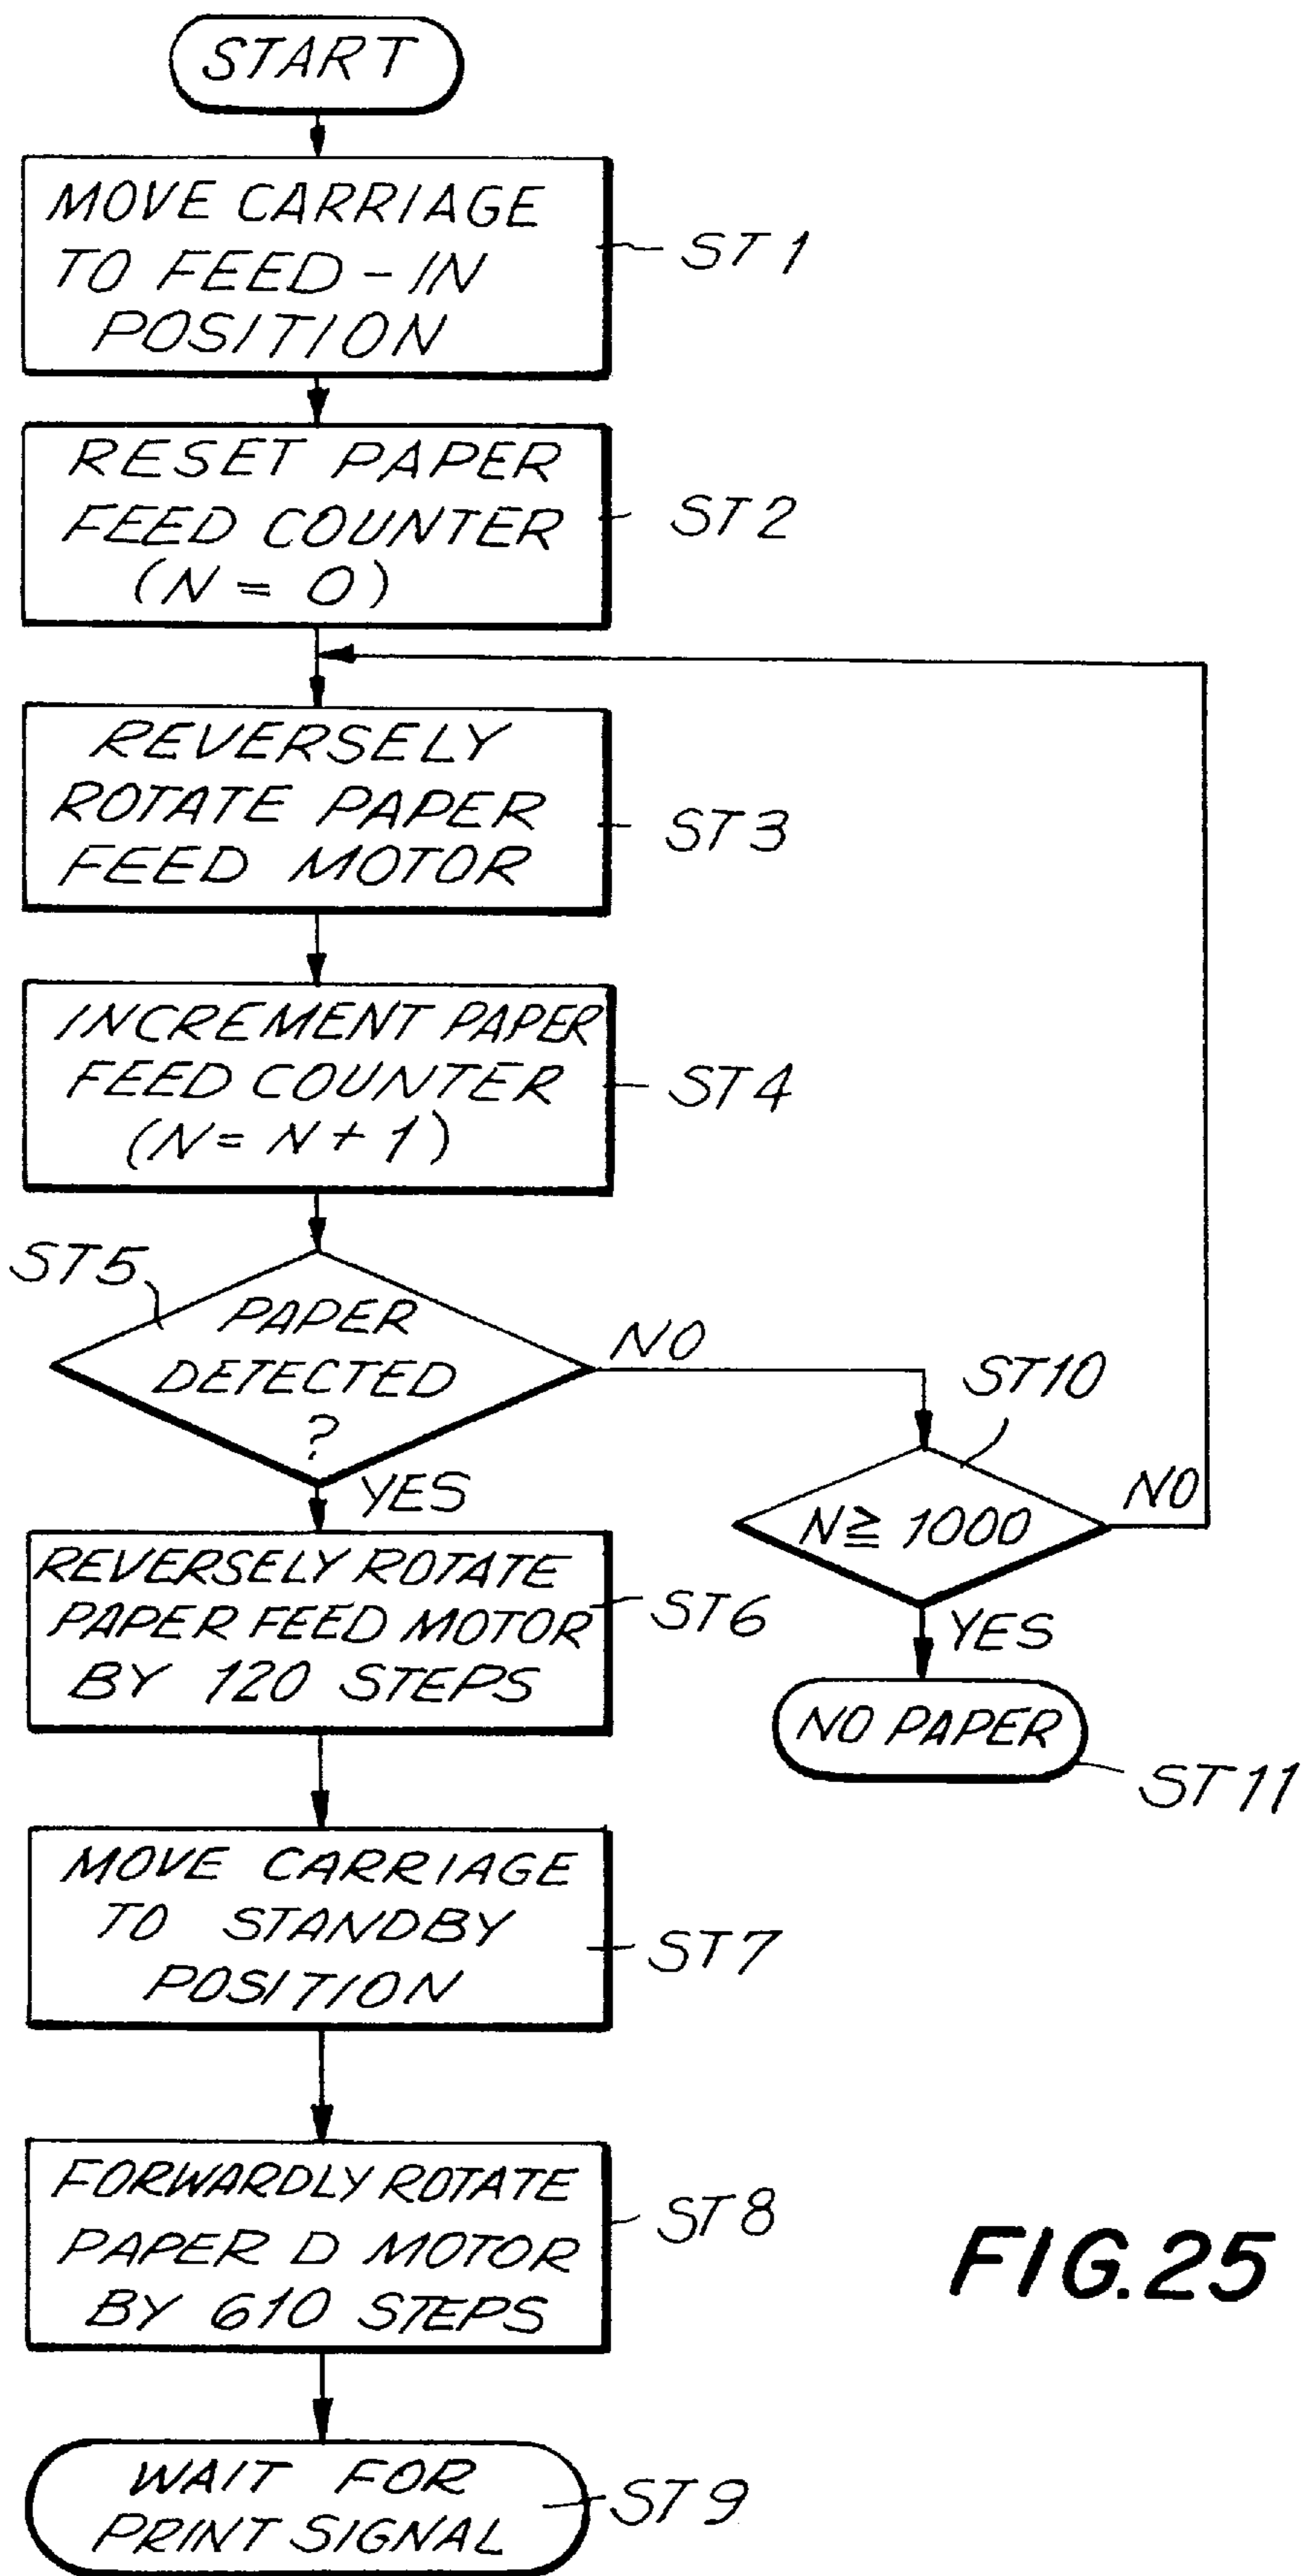 START
MOVE CARRIAGE
TO FEED-IN
POSITION
ST1
RESET PAPER
FEED COUNTER
(N = 0)
ST2
REVERSELY
ROTATE PAPER
FEED MOTOR
ST3
INCREMENT PAPER
FEED COUNTER
(N = N + 1)
ST4
ST5
PAPER
DETECTED
?
NO
YES
ST10
N ≧ 1000
NO
YES
NO PAPER
ST11
REVERSELY ROTATE
PAPER FEED MOTOR
BY 120 STEPS
ST6
MOVE CARRIAGE
TO STANDBY
POSITION
ST7
FORWARDLY ROTATE
PAPER D MOTOR
BY 610 STEPS
ST8
WAIT FOR
PRINT SIGNAL
ST9
FIG.25